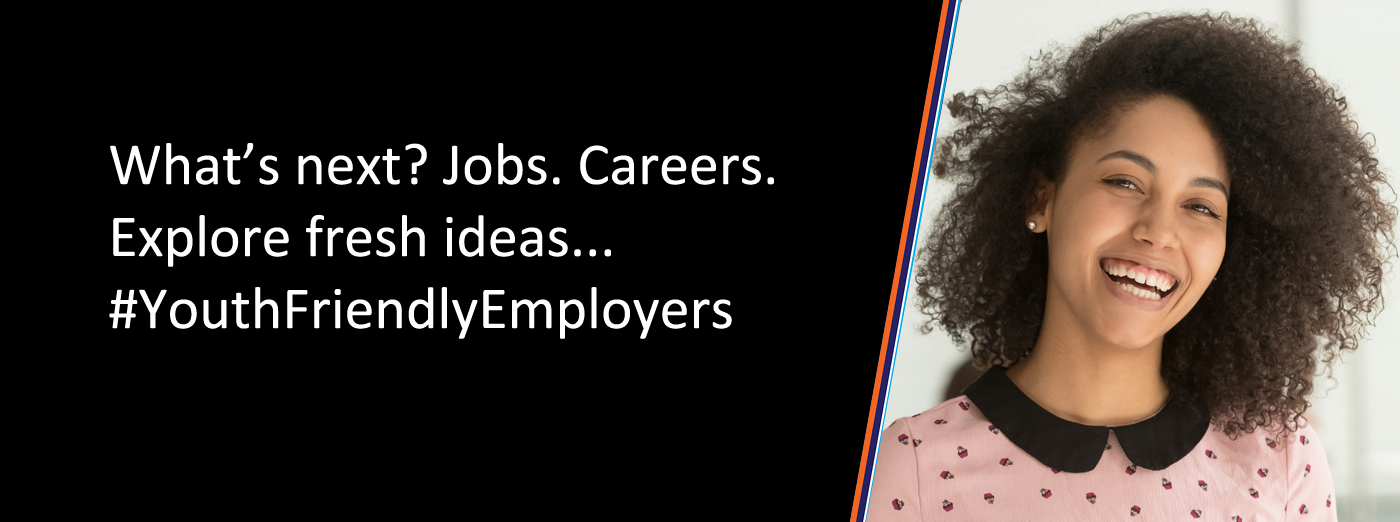 What’s next? Jobs. Careers.
Explore fresh ideas...
#YouthFriendlyEmployers